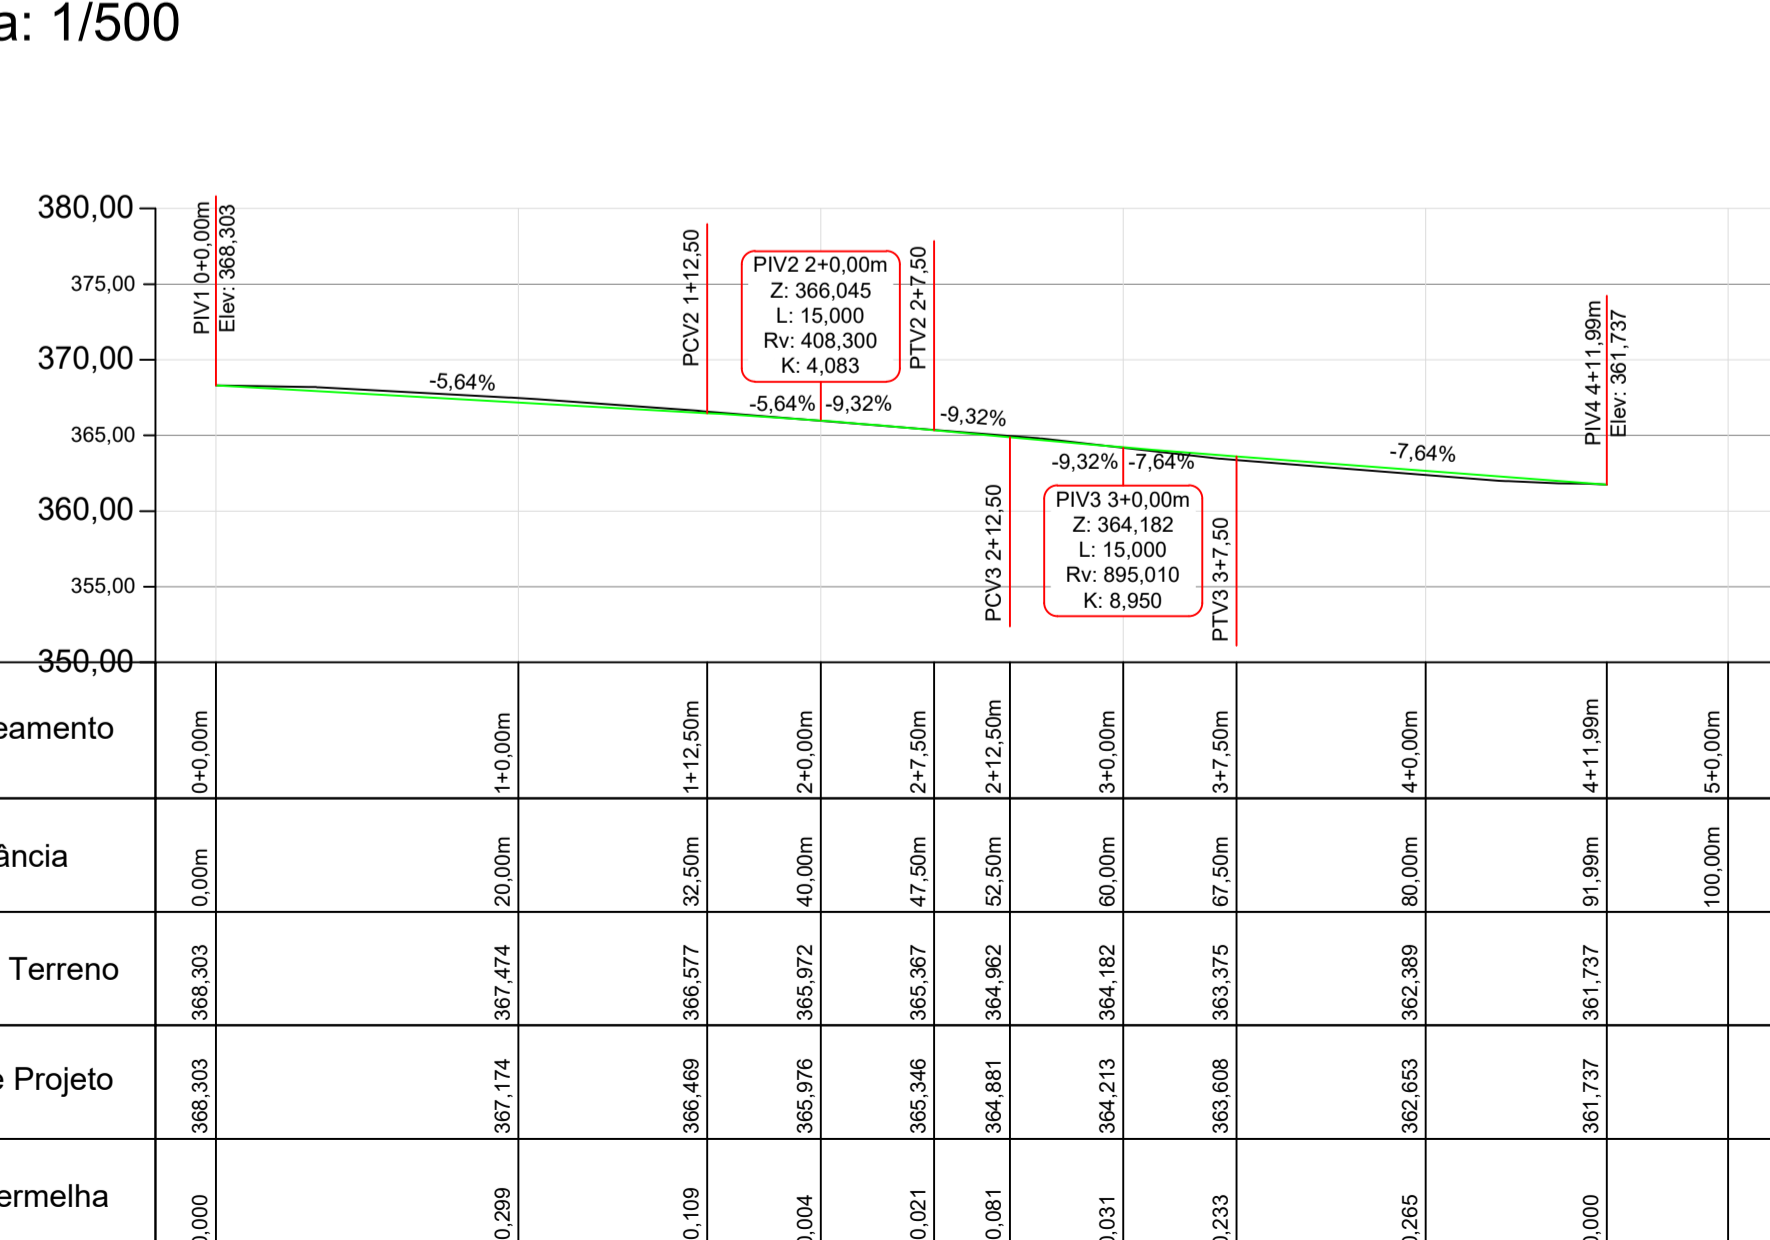 a: 1/500
380,00
375,00
370,00
365,00
360,00
355,00
350,00
PIV1 0+0,00m
Elev: 368,303
-5,64%
PCV2 1+12,50
PIV2 2+0,00m
Z: 366,045
L: 15,000
Rv: 408,300
K: 4,083
-5,64%
-9,32%
PTV2 2+7,50
-9,32%
PCV3 2+12,50
-9,32%
-7,64%
PIV3 3+0,00m
Z: 364,182
L: 15,000
Rv: 895,010
K: 8,950
PTV3 3+7,50
-7,64%
PIV4 4+11,99m
Elev: 361,737
eamento
0+0,00m
1+0,00m
1+12,50m
2+0,00m
2+7,50m
2+12,50m
3+0,00m
3+7,50m
4+0,00m
4+11,99m
5+0,00m
ância
0,00m
20,00m
32,50m
40,00m
47,50m
52,50m
60,00m
67,50m
80,00m
91,99m
100,00m
Terreno
368,303
367,474
366,577
365,972
365,367
364,962
364,182
363,375
362,389
361,737
e Projeto
368,303
367,174
366,469
365,976
365,346
364,881
364,213
363,608
362,653
361,737
ermelha
,000
0,299
0,109
,004
0,021
0,081
,031
,233
,265
,000